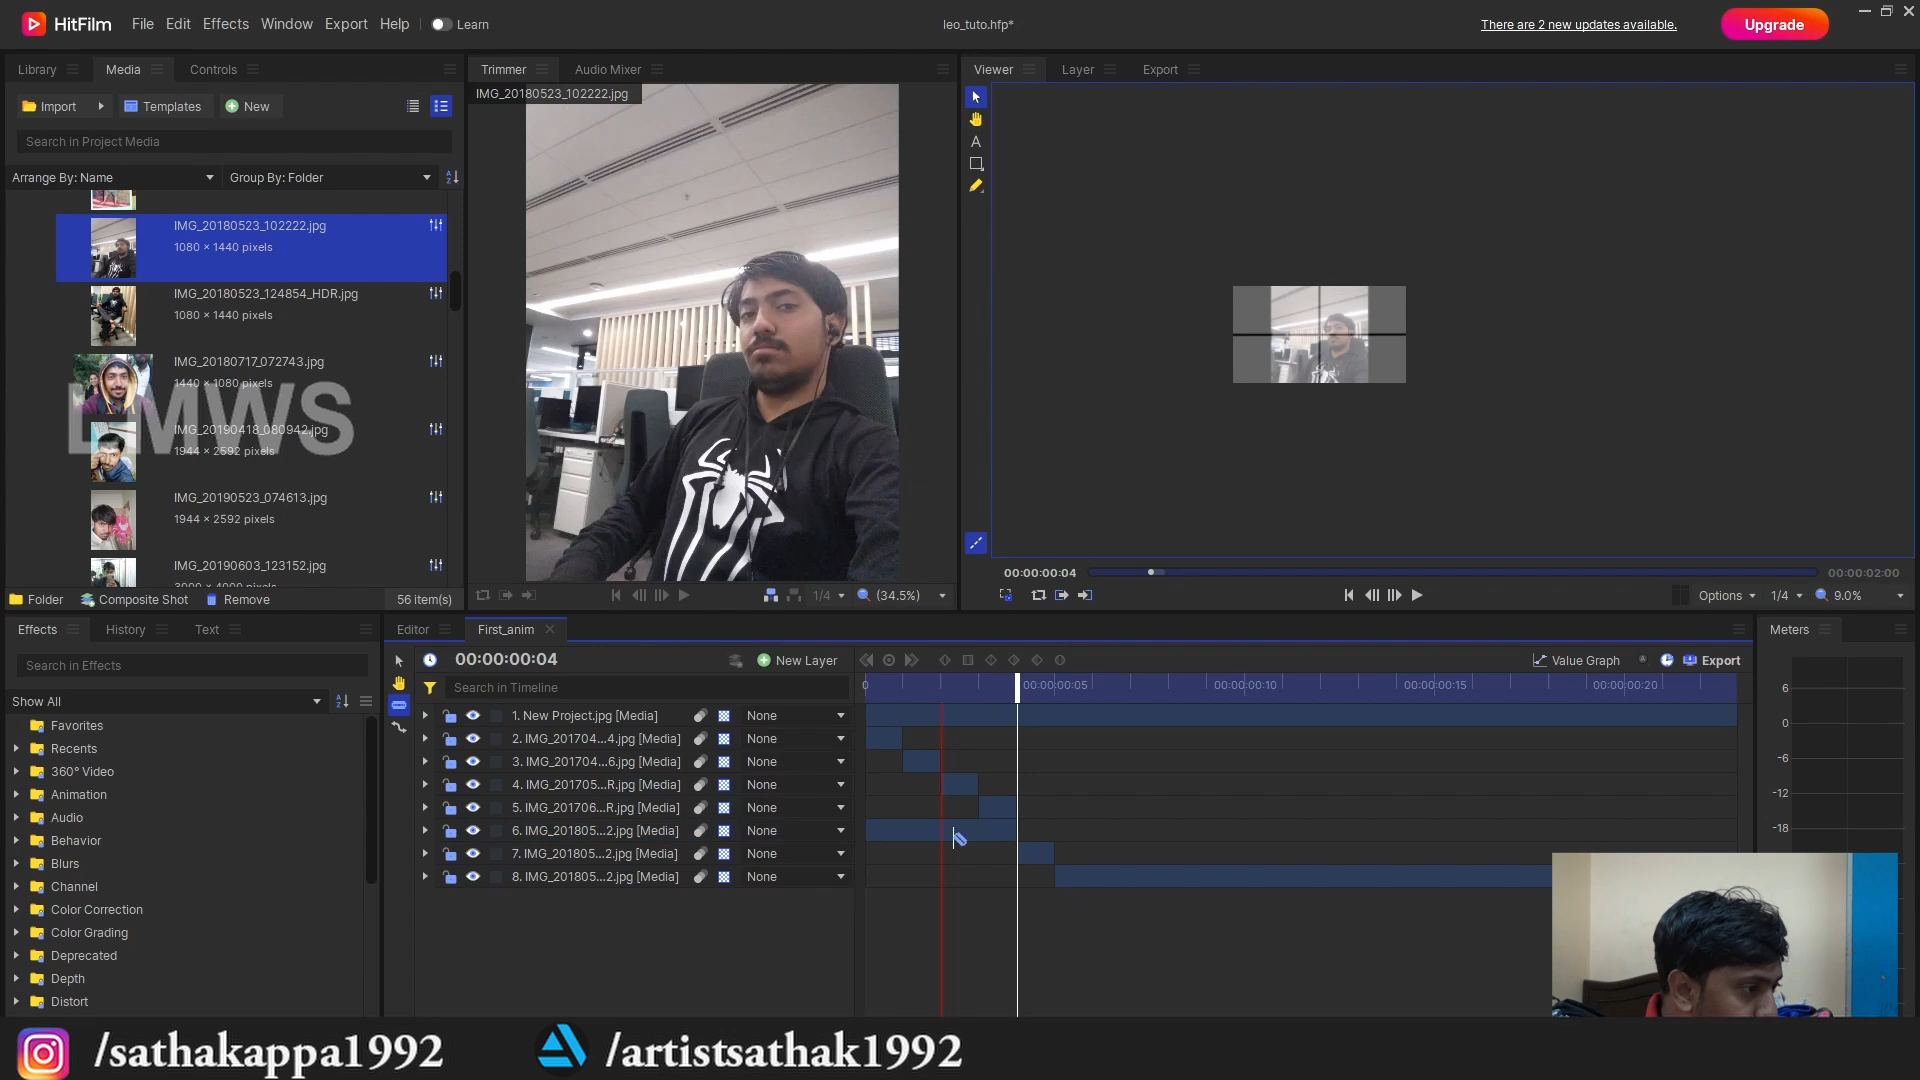 HitFilm File Edit Effects Window Export Help Learn leo_tuto.hfp* There are 2 new updates available. Upgrade
Library Media Controls
Import Templates New
Search in Project Media
Arrange By: Name Group By: Folder
IMG_20180523_102222.jpg
1080 × 1440 pixels
IMG_20180523_124854_HDR.jpg
1080 × 1440 pixels
IMG_20180717_072743.jpg
1440 × 1080 pixels
LMWS
IMG_20190418_080942.jpg
1944 × 2592 pixels
IMG_20190523_074613.jpg
1944 × 2592 pixels
IMG_20190603_123152.jpg
3000 × 4000 pixels
Folder Composite Shot Remove 56 item(s)
Trimmer Audio Mixer
IMG_20180523_102222.jpg
1/4 (34.5%)
Viewer Layer Export
A
00:00:00:04 00:00:02:00
Options 1/4 9.0%
Effects History Text
Search in Effects
Show All
Favorites
Recents
360° Video
Animation
Audio
Behavior
Blurs
Channel
Color Correction
Color Grading
Deprecated
Depth
Distort
Editor First_anim
00:00:00:04 New Layer Value Graph Export
Search in Timeline 0 00:00:00:05 00:00:00:10 00:00:00:15 00:00:00:20
1. New Project.jpg [Media] None
2. IMG_201704...4.jpg [Media] None
3. IMG_201704...6.jpg [Media] None
4. IMG_201705...R.jpg [Media] None
5. IMG_201706...R.jpg [Media] None
6. IMG_201805...2.jpg [Media] None
7. IMG_201805...2.jpg [Media] None
8. IMG_201805...2.jpg [Media] None
Meters
6
0
-6
-12
-18
/sathakappa1992 /artistsathak1992